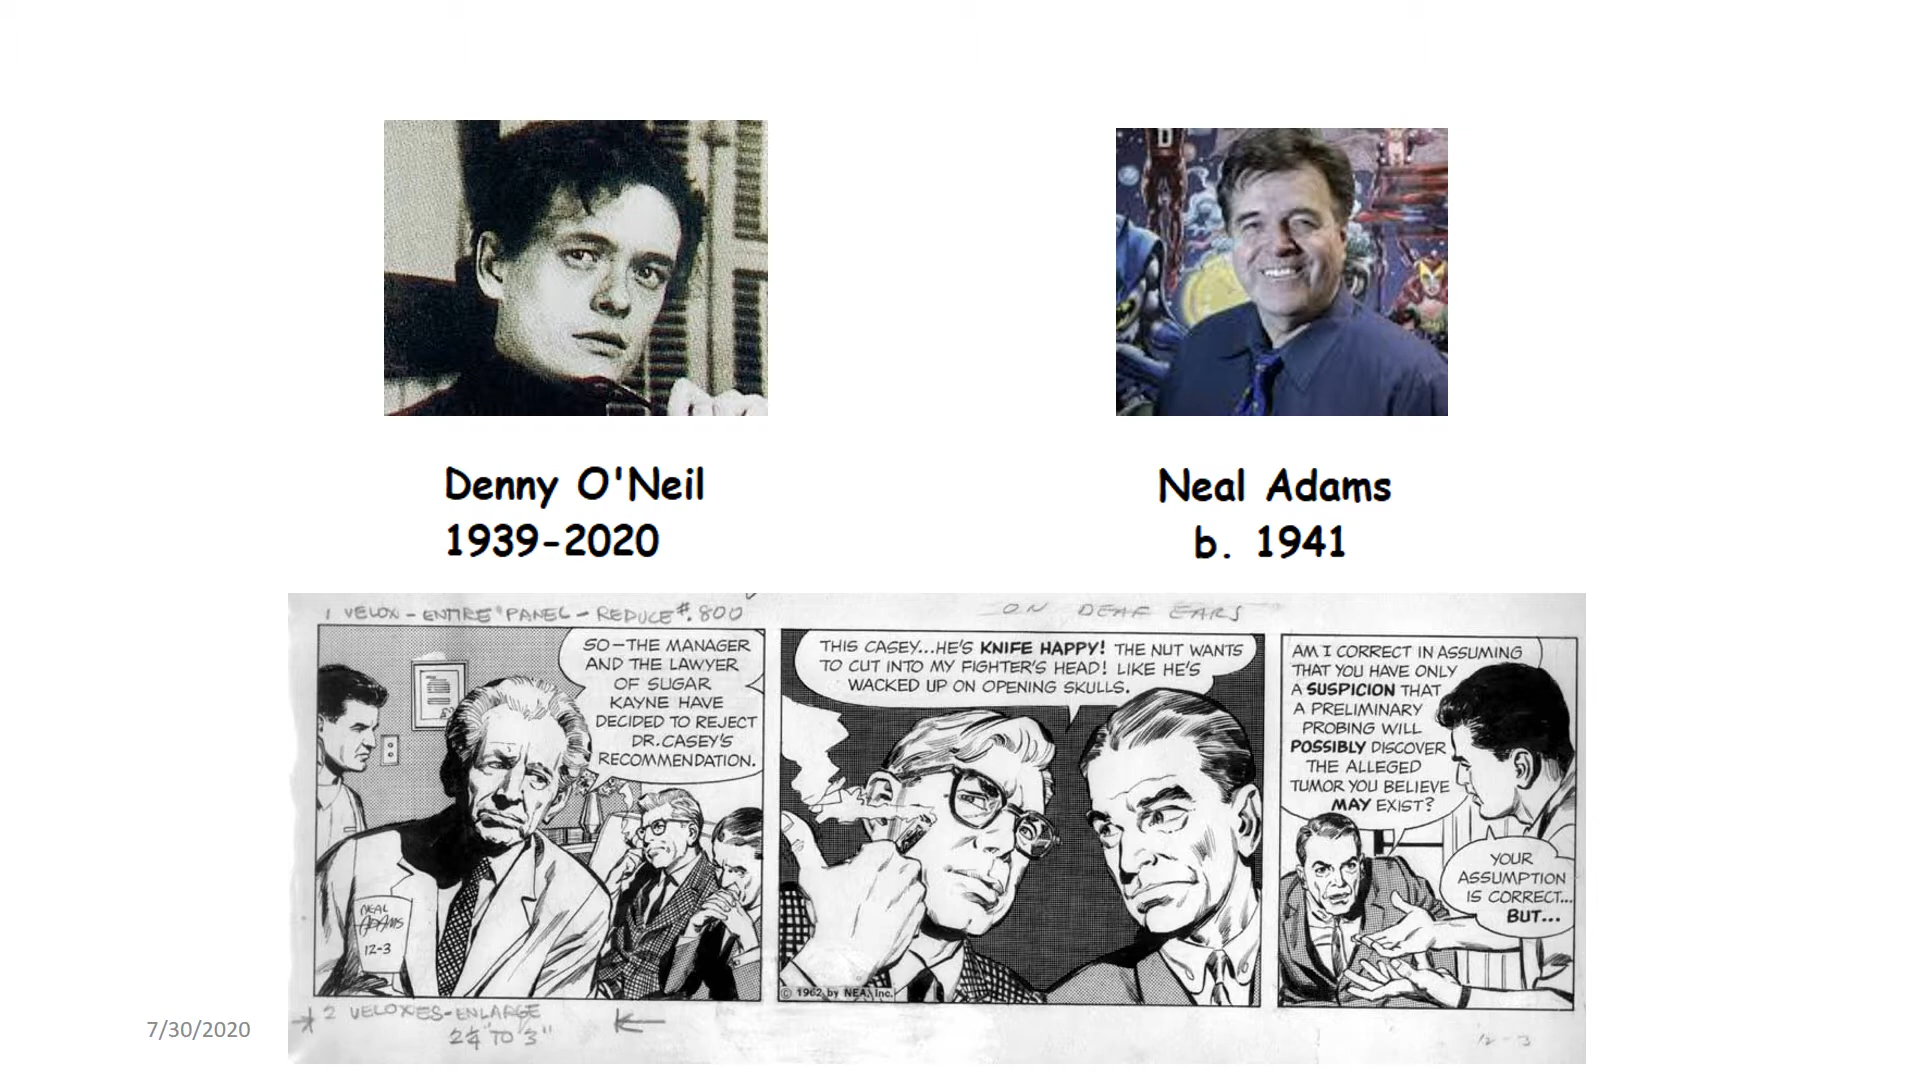 Denny O'Neil
1939-2020
Neal Adams
b. 1941
1 VELOX - ENTIRE PANEL - REDUCE #.800
ON DEAF EARS
SO-THE MANAGER
AND THE LAWYER
OF SUGAR
KAYNE HAVE
DECIDED TO REJECT
DR.CASEY'S
RECOMMENDATION.
NEAL
ADAMS
12-3
THIS CASEY...HE'S KNIFE HAPPY! THE NUT WANTS
TO CUT INTO MY FIGHTER'S HEAD! LIKE HE'S
WACKED UP ON OPENING SKULLS.
© 1962 by NEA, Inc.
AM I CORRECT IN ASSUMING
THAT YOU HAVE ONLY
A SUSPICION THAT
A PRELIMINARY
PROBING WILL
POSSIBLY DISCOVER
THE ALLEGED
TUMOR YOU BELIEVE
MAY EXIST?
YOUR
ASSUMPTION
IS CORRECT...
BUT...
2 VELOXES-ENLARGE
2¼" TO 3"
12-3
7/30/2020